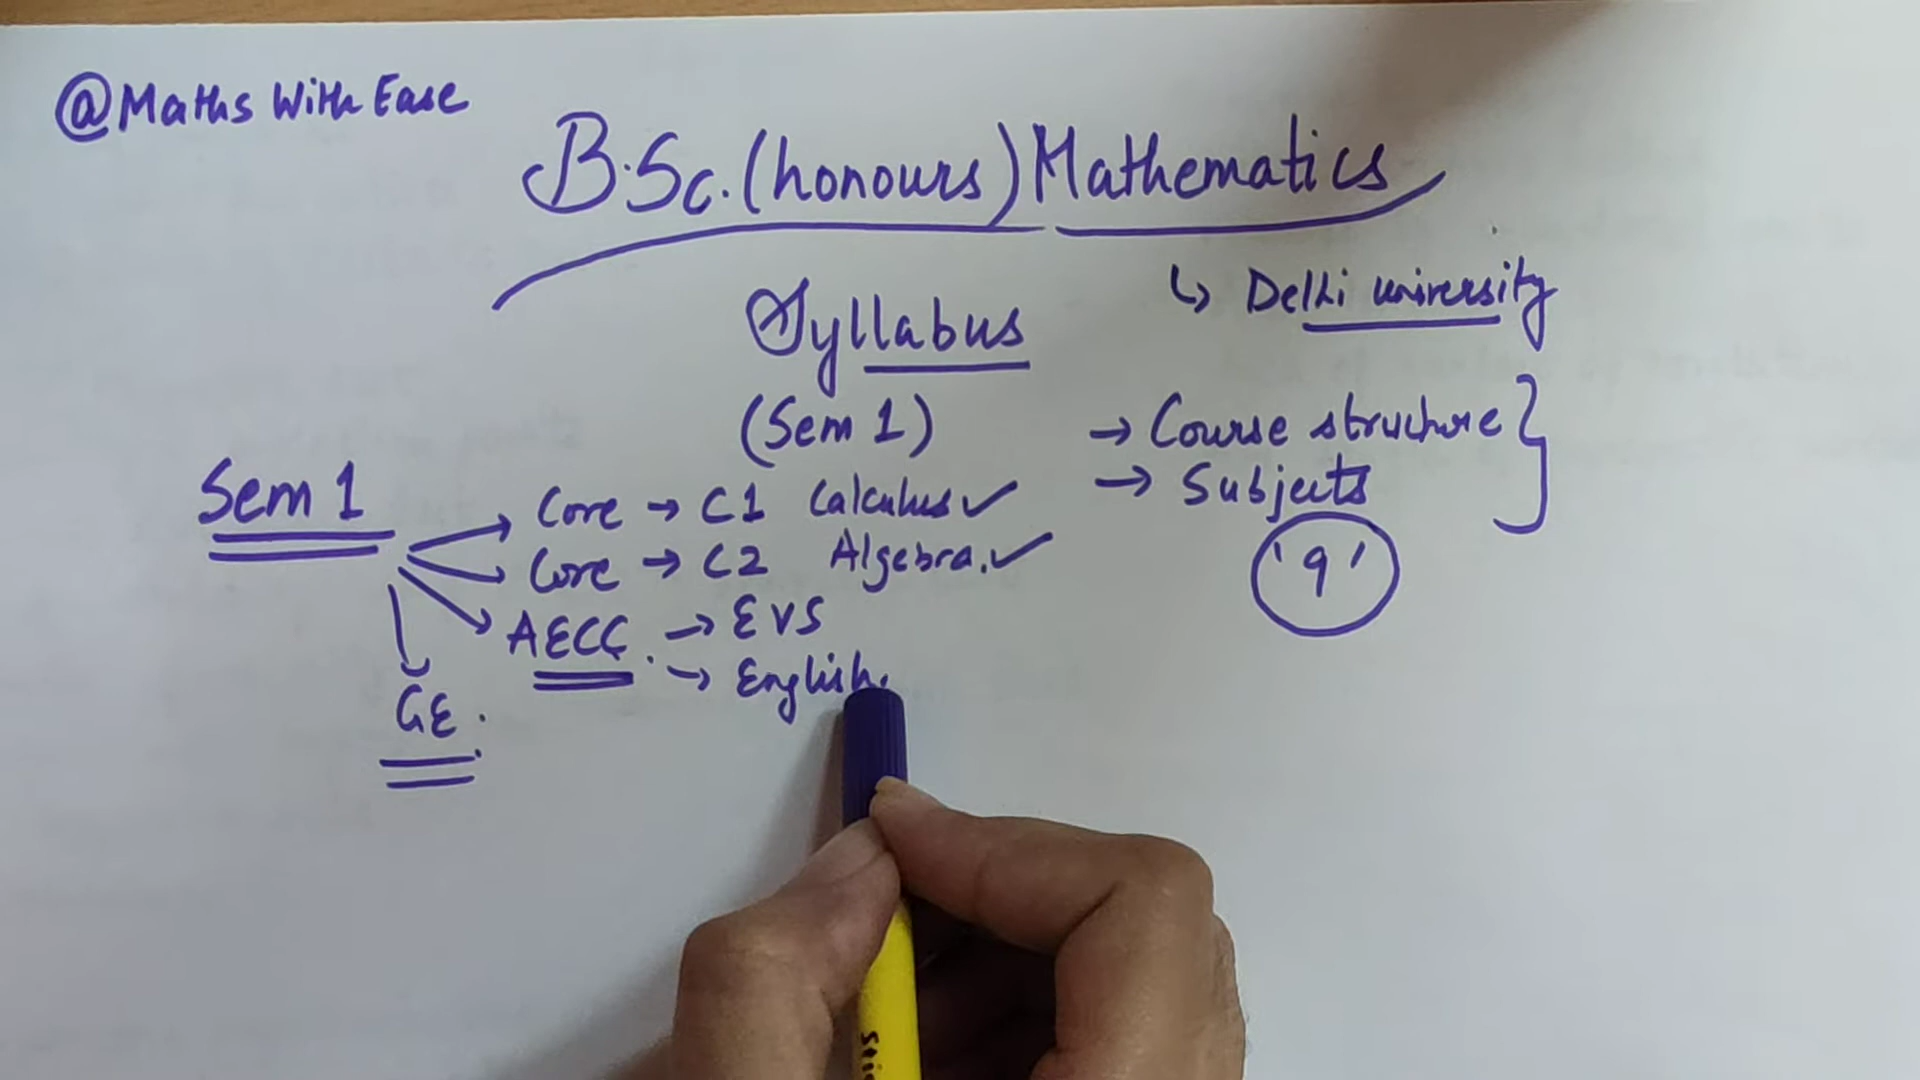 @Maths With Ease
B.Sc. (honours) Mathematics
↳ Delhi university
Syllabus
(Sem 1)
→ Course structure
→ Subjects
'9'
Sem 1
Core → C1 Calculus ✓
Core → C2 Algebra. ✓
AECC → EVS
→ English.
GE.